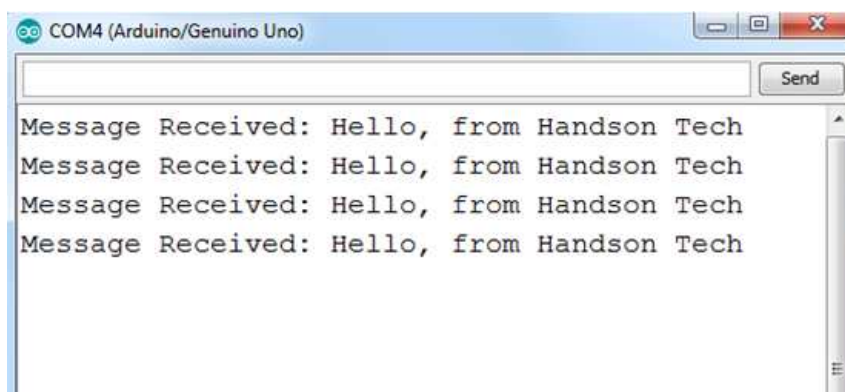 COM4 (Arduino/Genuino Uno)
Send
Message Received: Hello, from Handson Tech
Message Received: Hello, from Handson Tech
Message Received: Hello, from Handson Tech
Message Received: Hello, from Handson Tech